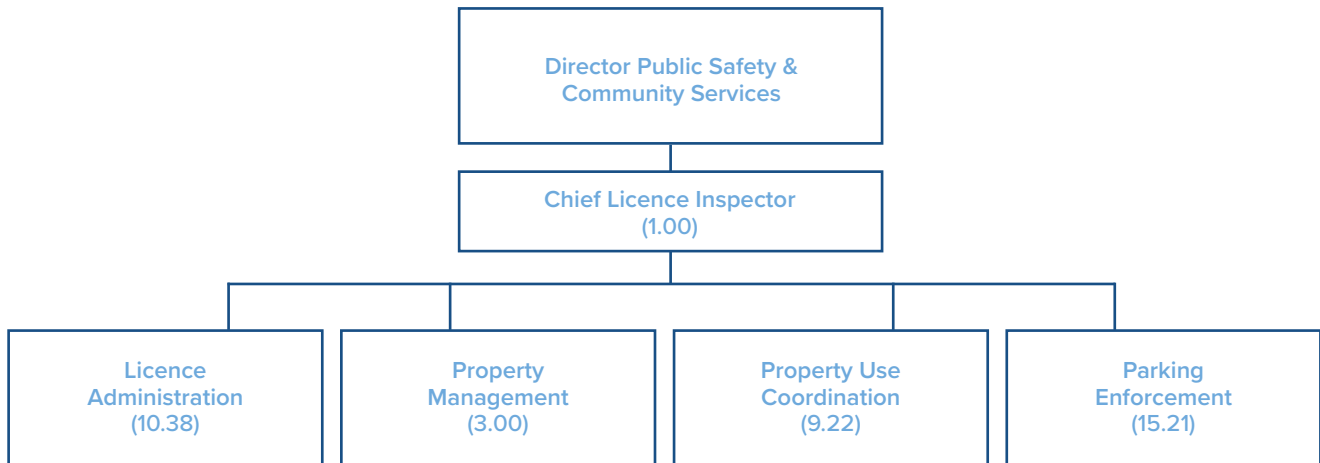 Director Public Safety &
Community Services
Chief Licence Inspector
(1.00)
Licence
Administration
(10.38)
Property
Management
(3.00)
Property Use
Coordination
(9.22)
Parking
Enforcement
(15.21)